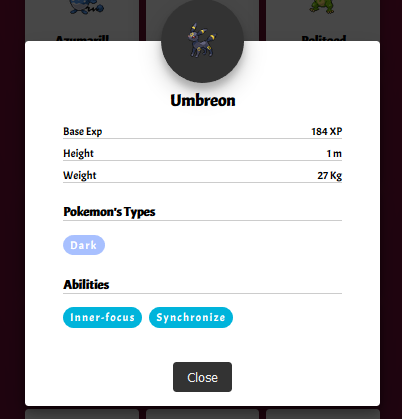 Azumarill
Politoed
Umbreon
Base Exp 184 XP
Height 1 m
Weight 27 Kg
Pokemon's Types
Dark
Abilities
Inner-focus Synchronize
Close